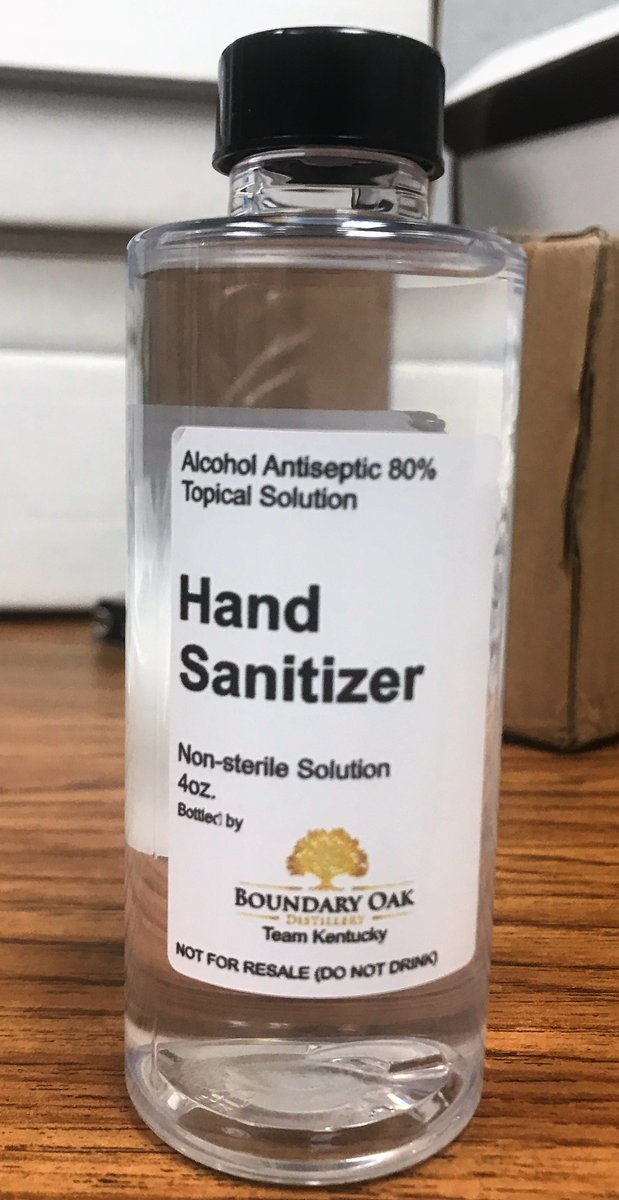 Alcohol Antiseptic 80%
Topical Solution
Hand
Sanitizer
Non-sterile Solution
4oz.
Bottled by
BOUNDARY OAK
DISTILLERY
Team Kentucky
NOT FOR RESALE (DO NOT DRINK)